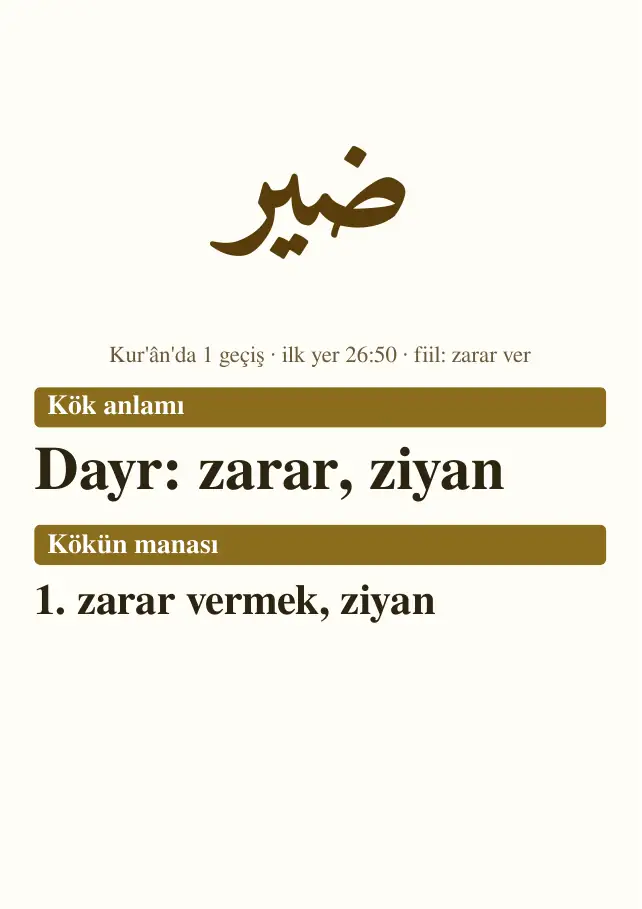 ضير
Kur'ân'da 1 geçiş · ilk yer 26:50 · fiil: zarar ver
Kök anlamı
Dayr: zarar, ziyan
Kökün manası
1. zarar vermek, ziyan